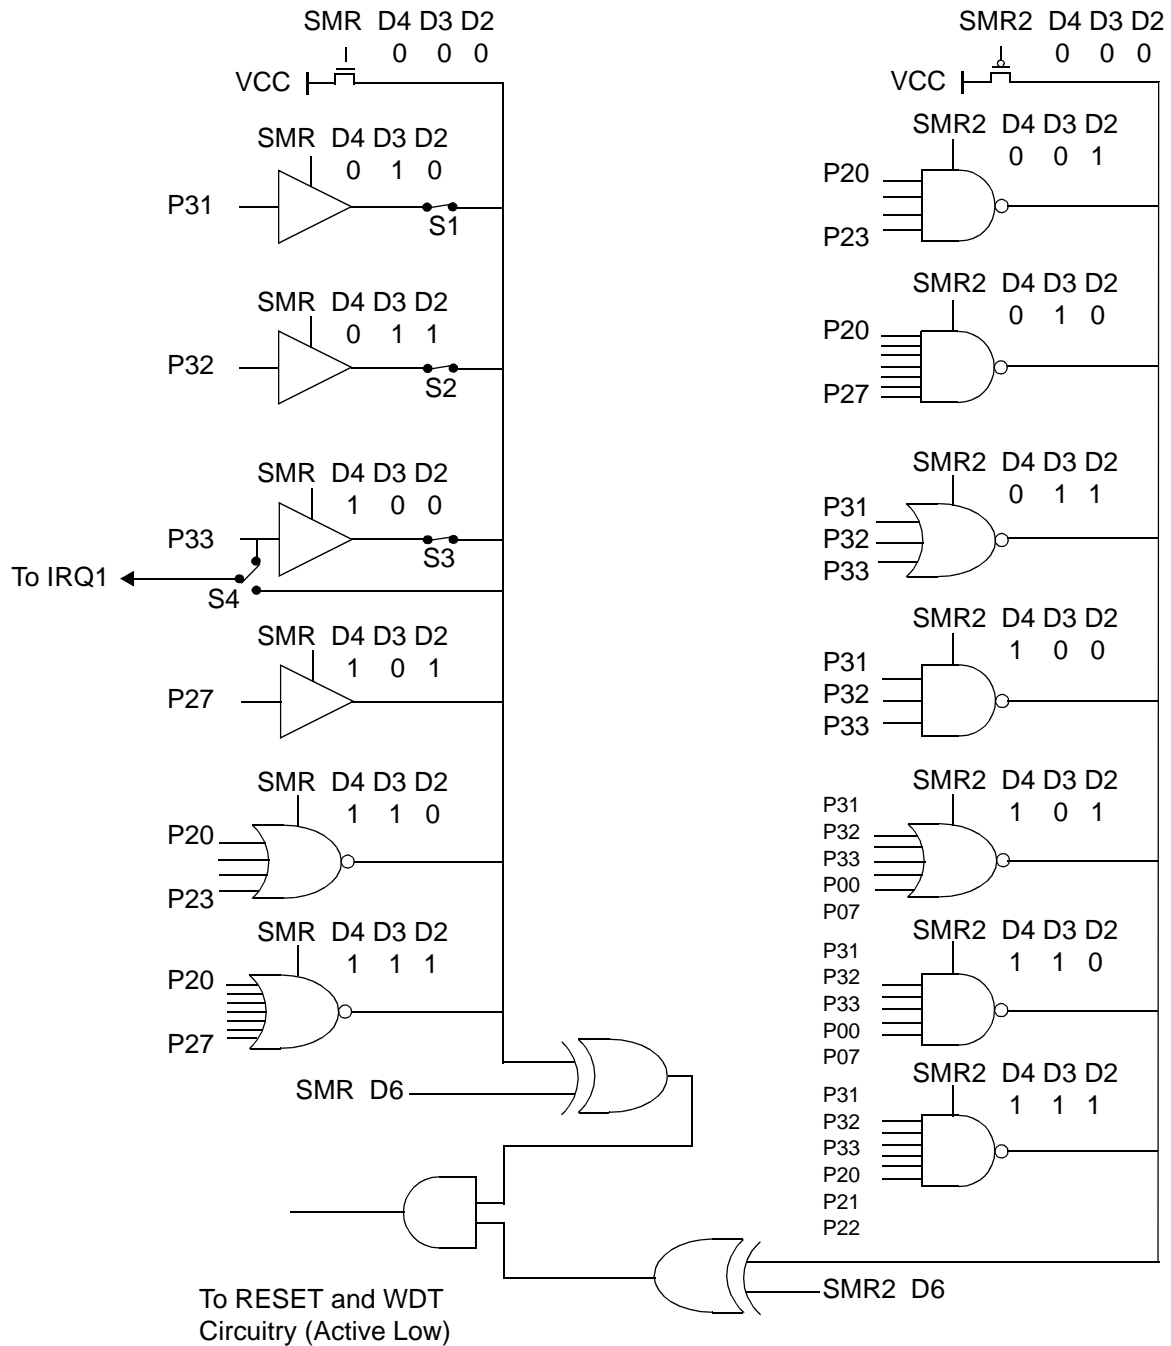 SMR D4 D3 D2
0 0 0
VCC
SMR D4 D3 D2
0 1 0
P31
S1
SMR D4 D3 D2
0 1 1
P32
S2
SMR D4 D3 D2
1 0 0
P33
S3
To IRQ1
S4
SMR D4 D3 D2
1 0 1
P27
SMR D4 D3 D2
1 1 0
P20
P23
SMR D4 D3 D2
1 1 1
P20
P27
SMR D6
To RESET and WDT
Circuitry (Active Low)
SMR2 D4 D3 D2
0 0 0
VCC
SMR2 D4 D3 D2
0 0 1
P20
P23
SMR2 D4 D3 D2
0 1 0
P20
P27
SMR2 D4 D3 D2
0 1 1
P31
P32
P33
SMR2 D4 D3 D2
1 0 0
P31
P32
P33
SMR2 D4 D3 D2
1 0 1
P31
P32
P33
P00
P07
SMR2 D4 D3 D2
1 1 0
P31
P32
P33
P00
P07
SMR2 D4 D3 D2
1 1 1
P31
P32
P33
P20
P21
P22
SMR2 D6